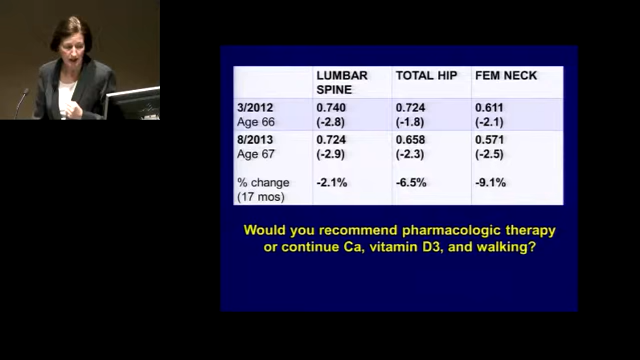 LUMBAR SPINE TOTAL HIP FEM NECK
3/2012 0.740 0.724 0.611
Age 66 (-2.8) (-1.8) (-2.1)
8/2013 0.724 0.658 0.571
Age 67 (-2.9) (-2.3) (-2.5)
% change -2.1% -6.5% -9.1%
(17 mos)
Would you recommend pharmacologic therapy
or continue Ca, vitamin D3, and walking?